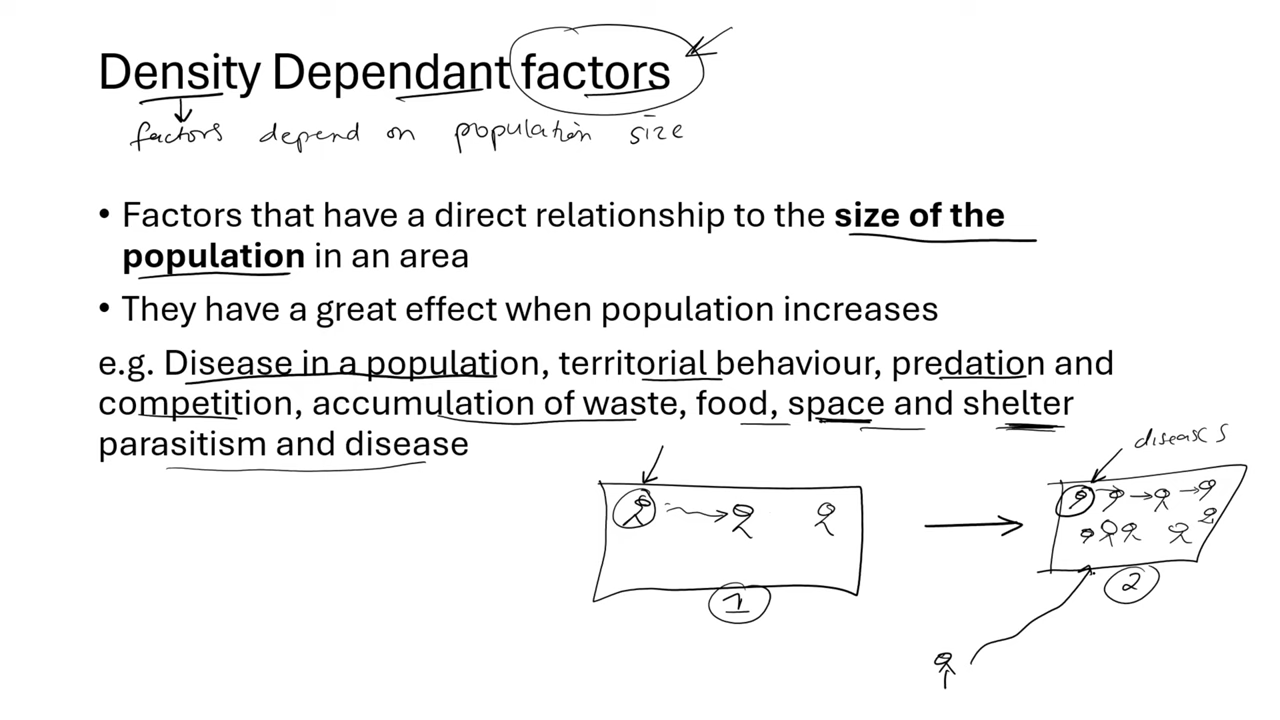 Density Dependant factors
factors depend on population size
• Factors that have a direct relationship to the size of the
population in an area
• They have a great effect when population increases
e.g. Disease in a population, territorial behaviour, predation and
competition, accumulation of waste, food, space and shelter
parasitism and disease
diseases
1
2